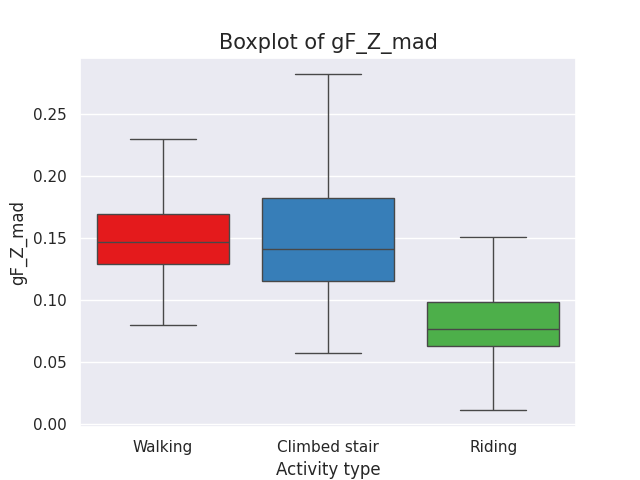 Boxplot of gF_Z_mad
gF_Z_mad
0.25
0.20
0.15
0.10
0.05
0.00
Walking
Climbed stair
Riding
Activity type